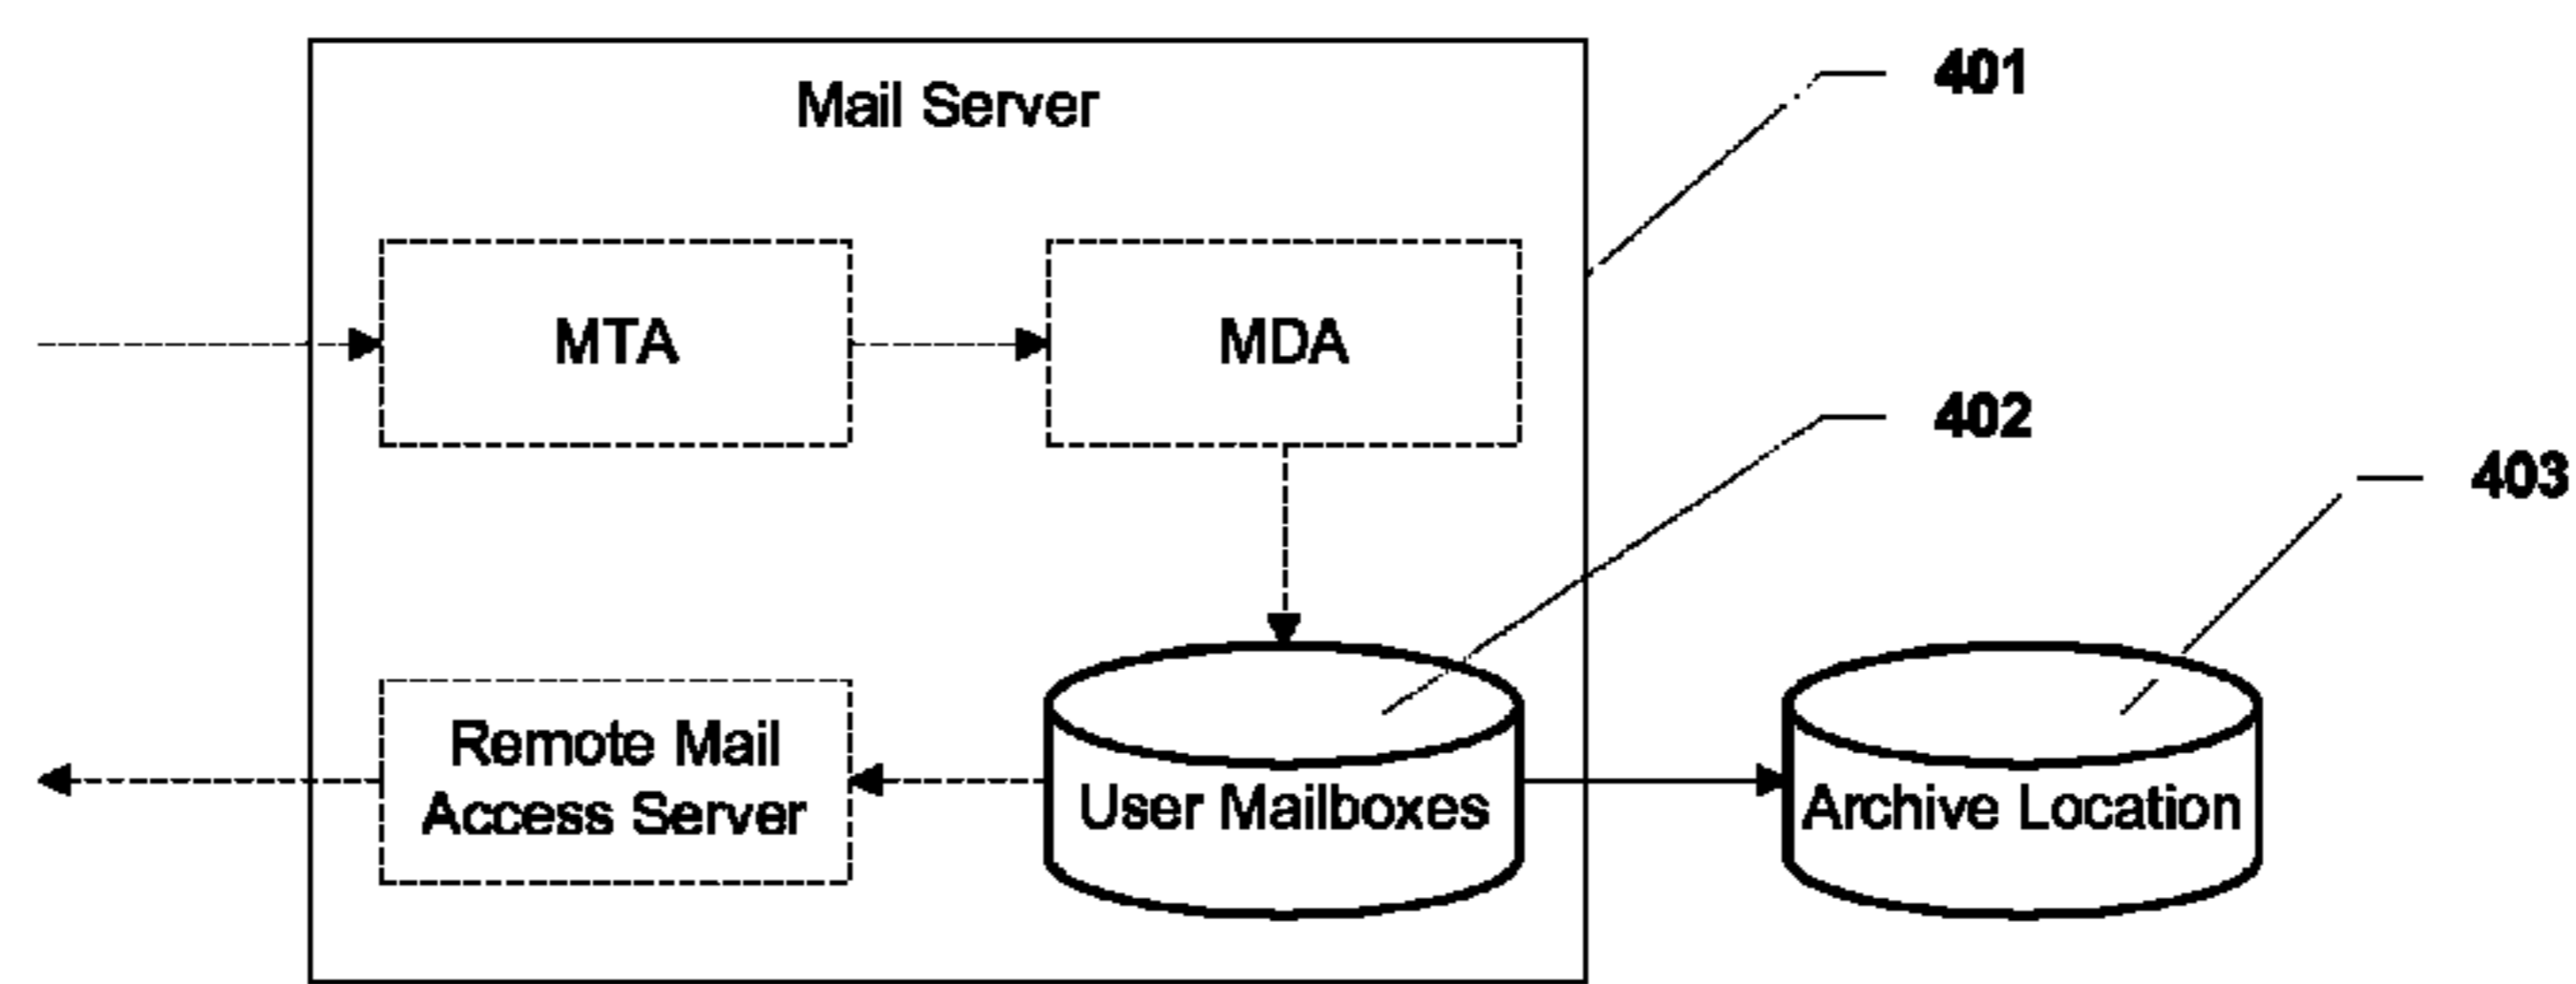 Mail Server
401
MTA
MDA
402
403
Remote Mail
Access Server
User Mailboxes
Archive Location